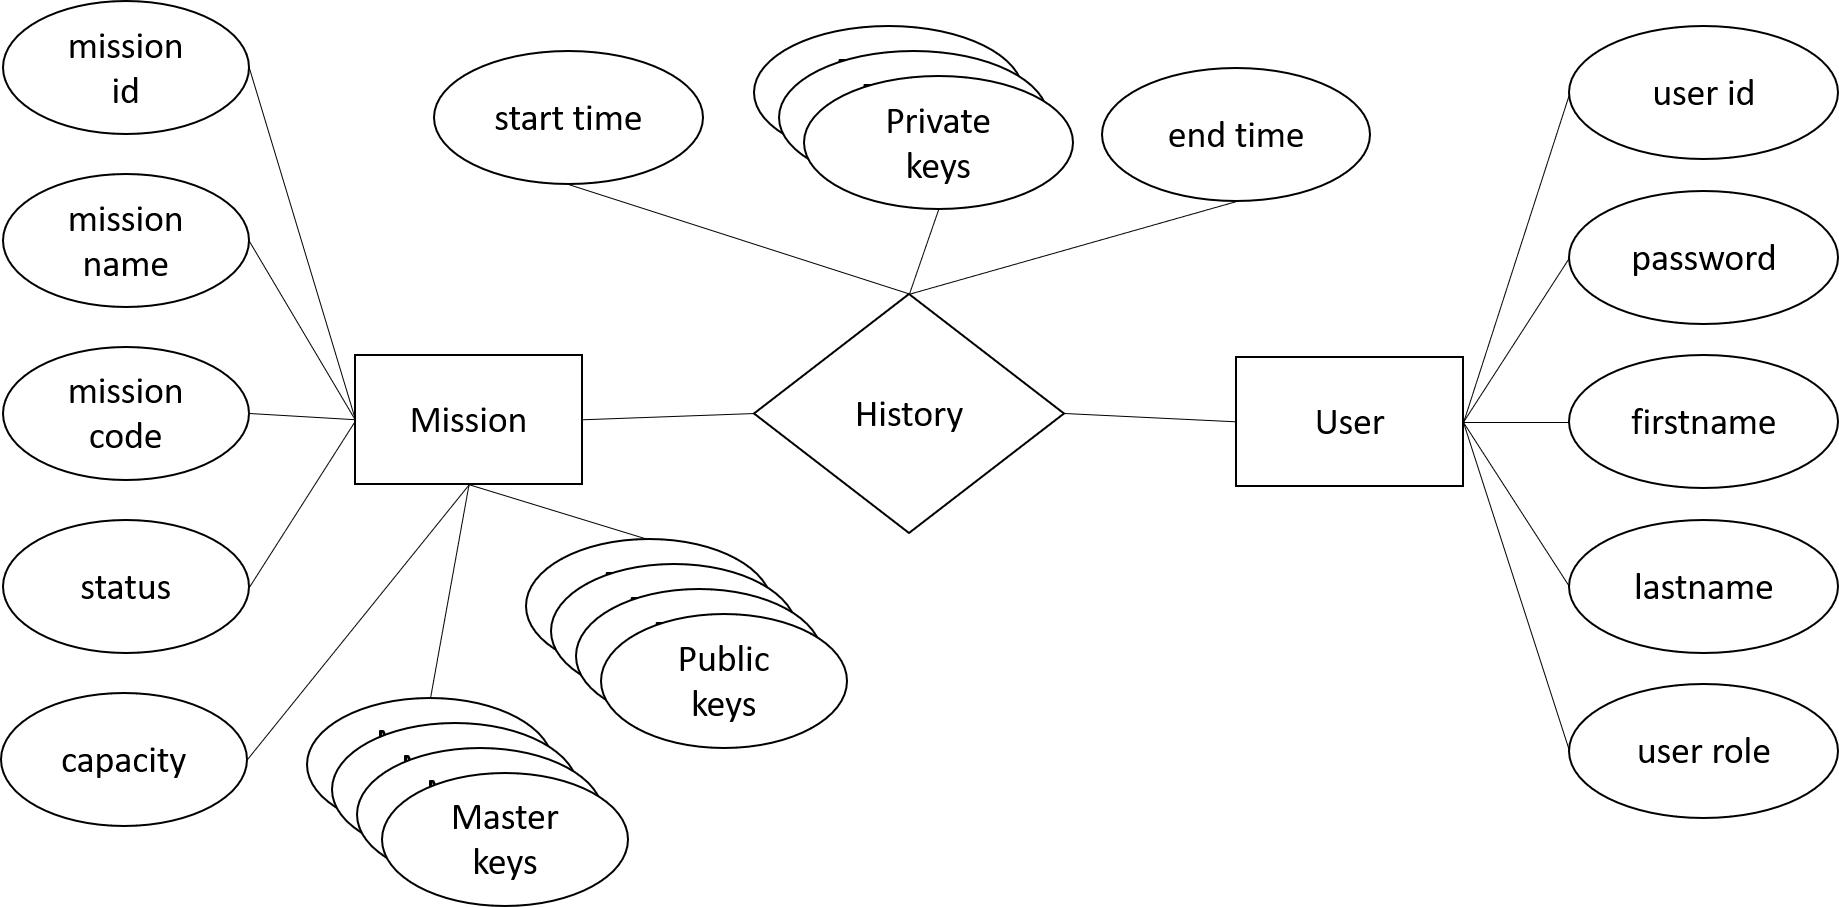 mission
id
mission
name
mission
code
status
capacity
start time
Private
keys
end time
Mission
History
User
Public
keys
Master
keys
user id
password
firstname
lastname
user role